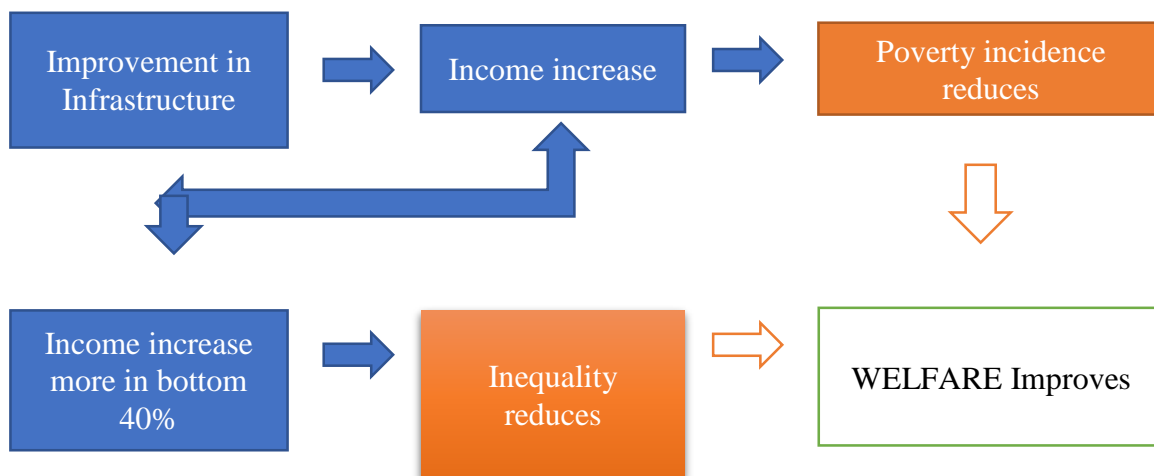 Improvement in
Infrastructure
Income increase
Poverty incidence
reduces
Income increase
more in bottom
40%
Inequality
reduces
WELFARE Improves